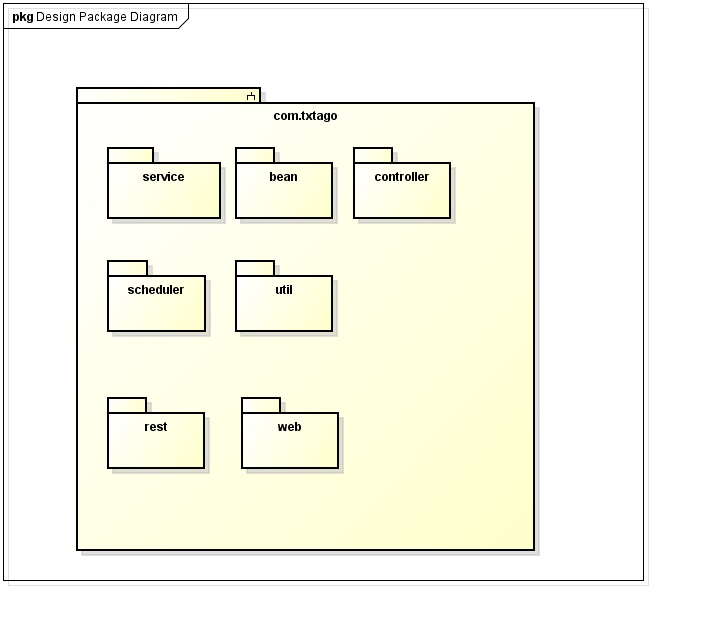 pkg Design Package Diagram
com.txtago
service
bean
controller
scheduler
util
rest
web